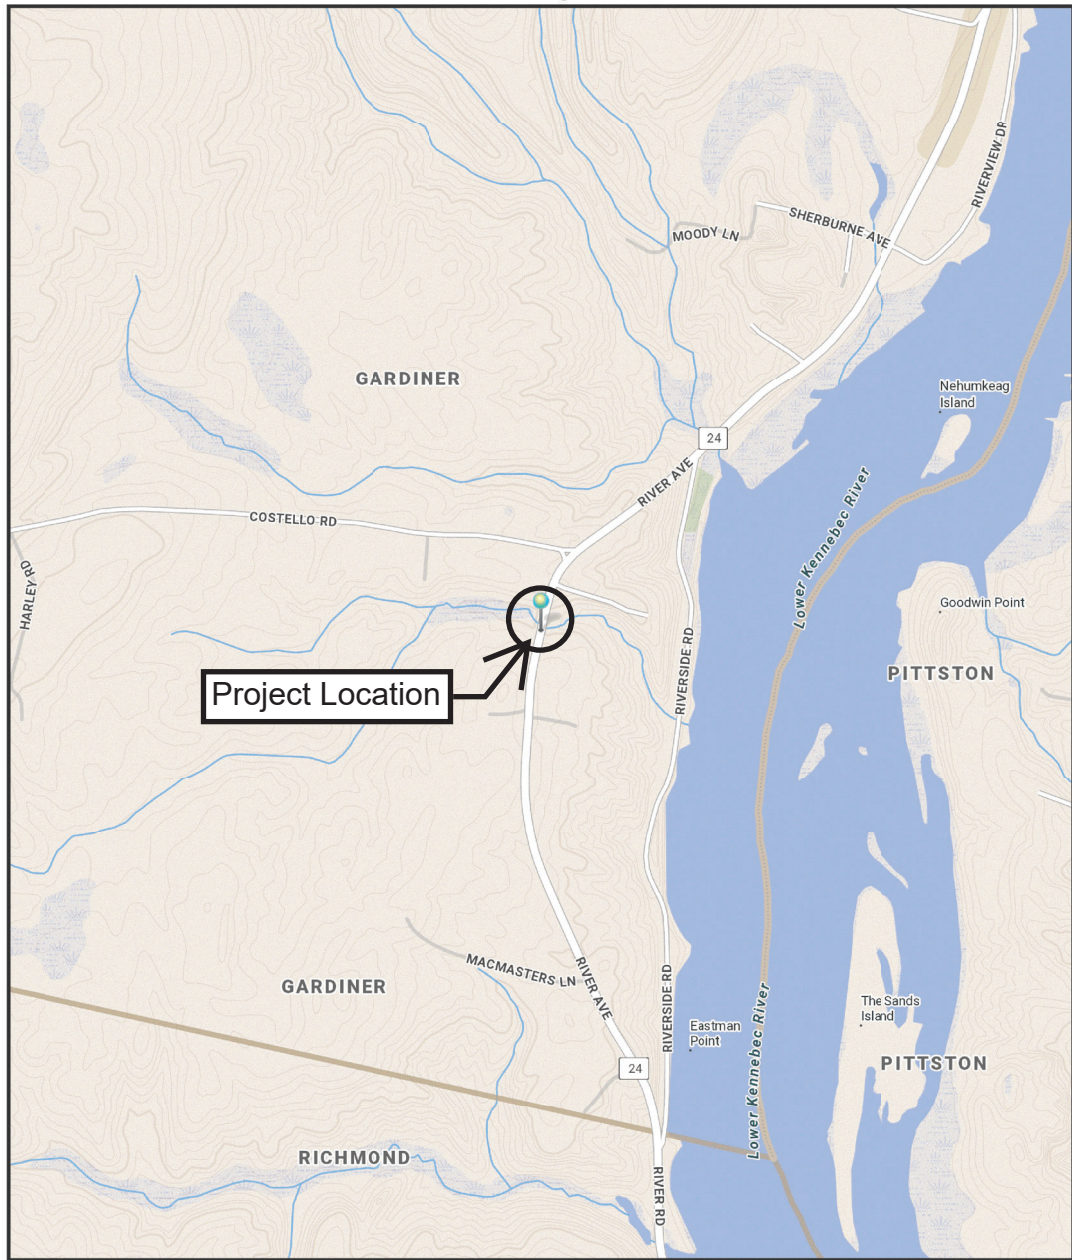 RIVERVIEW DR
SHERBURNE AVE
MOODY LN
GARDINER
Nehumkeag
Island
24
RIVER AVE
Lower Kennebec River
COSTELLO RD
HARLEY RD
Goodwin Point
RIVERSIDE RD
PITTSTON
Project Location
MACMASTERS LN
RIVER AVE
GARDINER
RIVERSIDE RD
Lower Kennebec River
The Sands
Island
Eastman
Point
PITTSTON
24
RICHMOND
RIVER RD